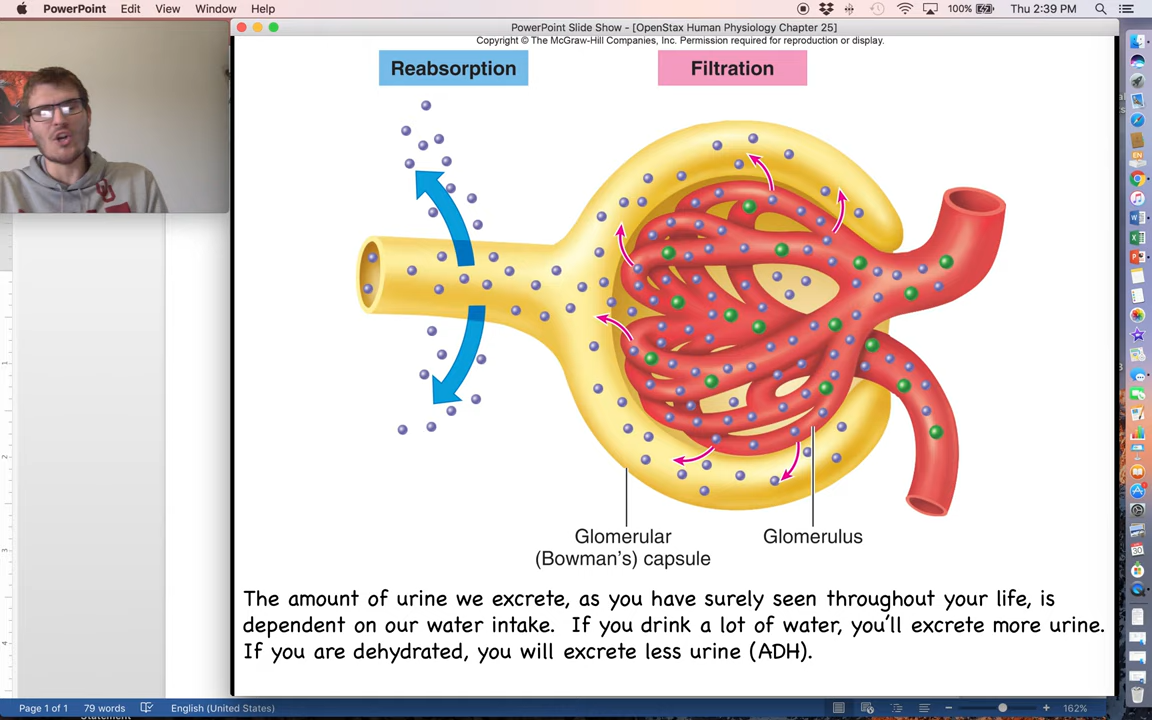 PowerPoint Edit View Window Help
100% Thu 2:39 PM
PowerPoint Slide Show - [OpenStax Human Physiology Chapter 25]
Copyright © The McGraw-Hill Companies, Inc. Permission required for reproduction or display.
Reabsorption
Filtration
Glomerular
(Bowman's) capsule
Glomerulus
The amount of urine we excrete, as you have surely seen throughout your life, is
dependent on our water intake. If you drink a lot of water, you'll excrete more urine.
If you are dehydrated, you will excrete less urine (ADH).
1
2
3
4
Page 1 of 1 79 words English (United States)
162%